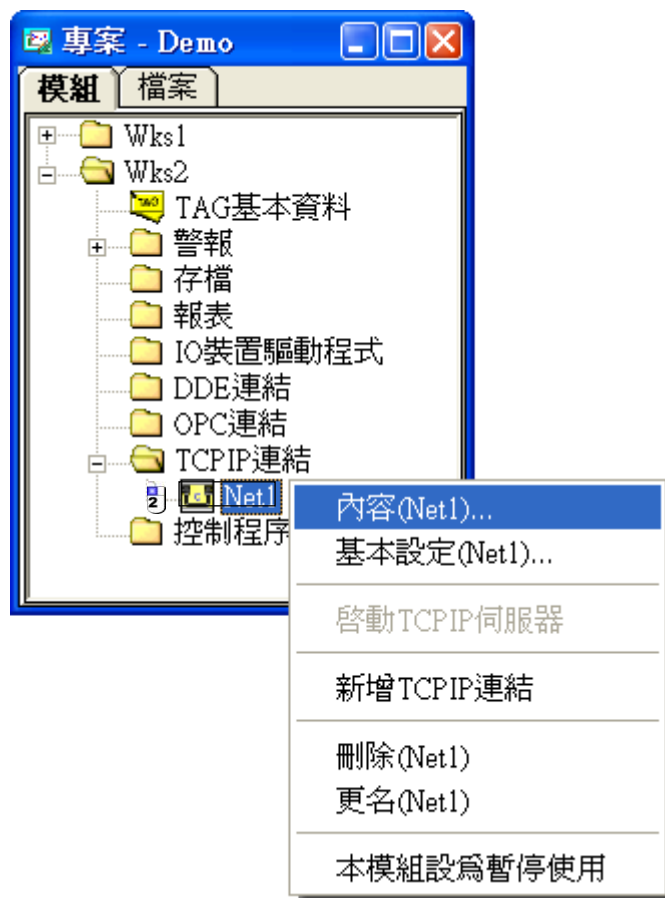 專案 - Demo
模組 檔案
Wks1
Wks2
TAG基本資料
警報
存檔
報表
IO裝置驅動程式
DDE連結
OPC連結
TCPIP連結
2 Net1
控制程序
內容(Net1)...
基本設定(Net1)...
啓動TCPIP伺服器
新增TCPIP連結
刪除(Net1)
更名(Net1)
本模組設爲暫停使用